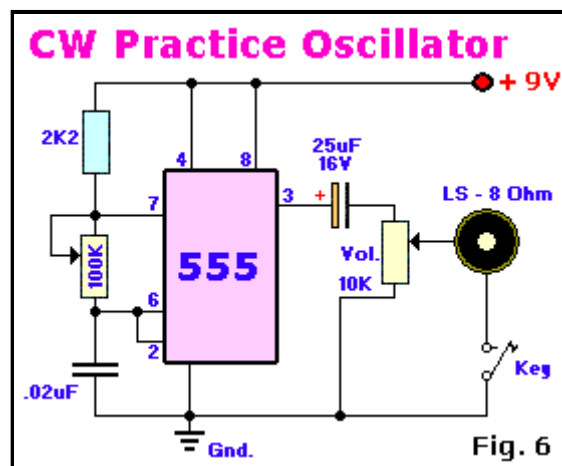 CW Practice Oscillator
+ 9V
2K2
4
8
25uF
16V
3
+
LS - 8 Ohm
7
100K
555
Vol.
10K
6
2
.02uF
Key
Gnd.
Fig. 6